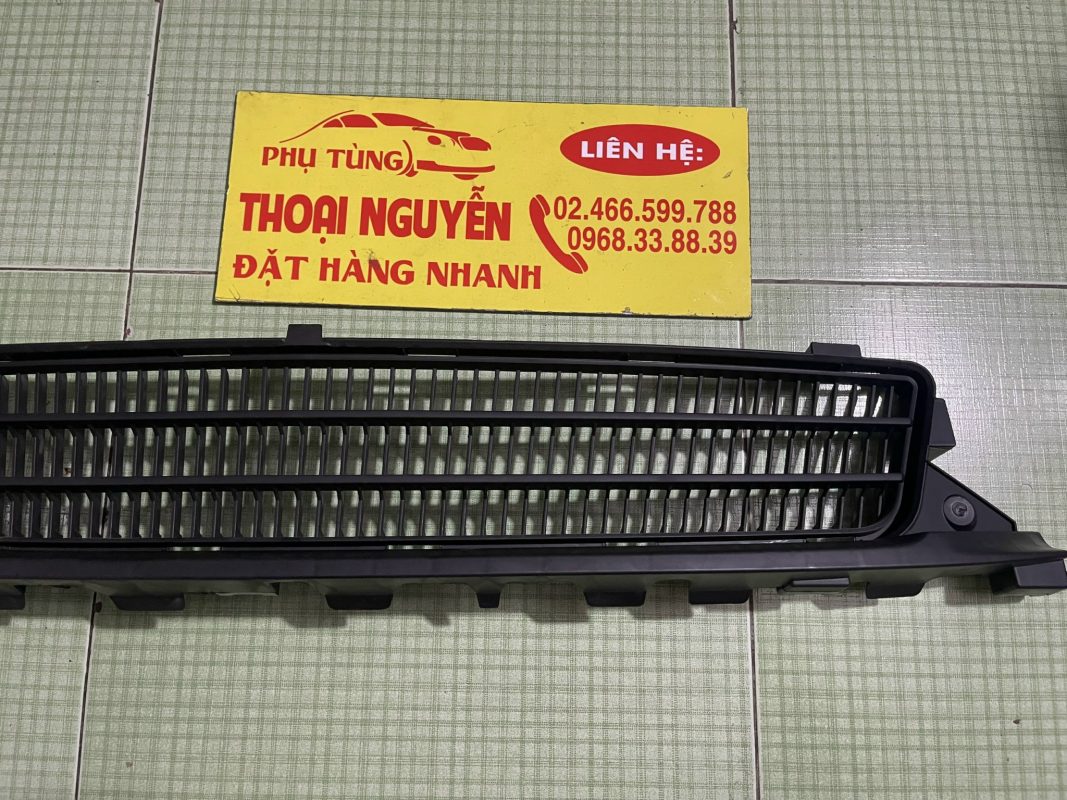 PHỤ TÙNG
THOẠI NGUYỄN
ĐẶT HÀNG NHANH
LIÊN HỆ:
02.466.599.788
0968.33.88.39